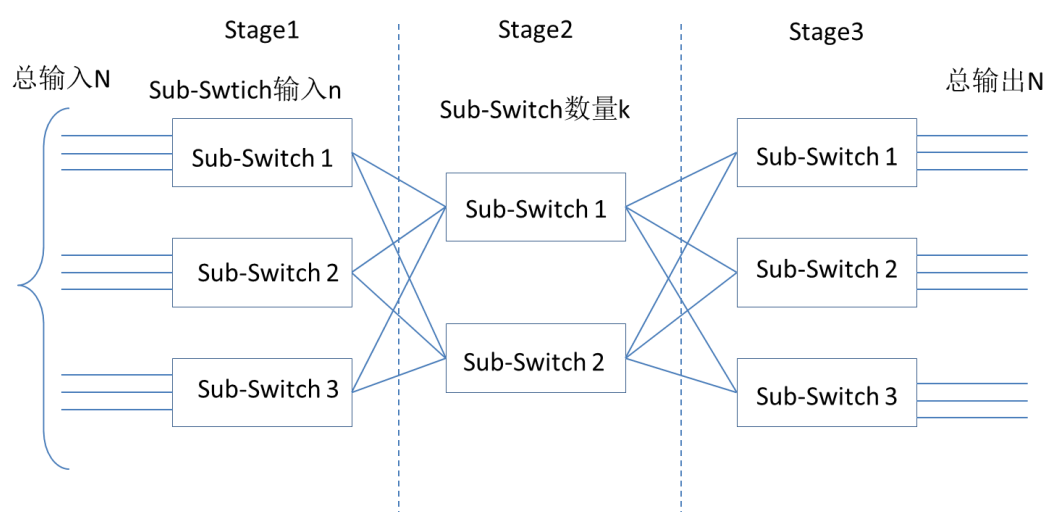 Stage1
Stage2
Stage3
总输入N
Sub-Swtich输入n
Sub-Switch数量k
总输出N
Sub-Switch 1
Sub-Switch 1
Sub-Switch 1
Sub-Switch 2
Sub-Switch 2
Sub-Switch 2
Sub-Switch 3
Sub-Switch 3